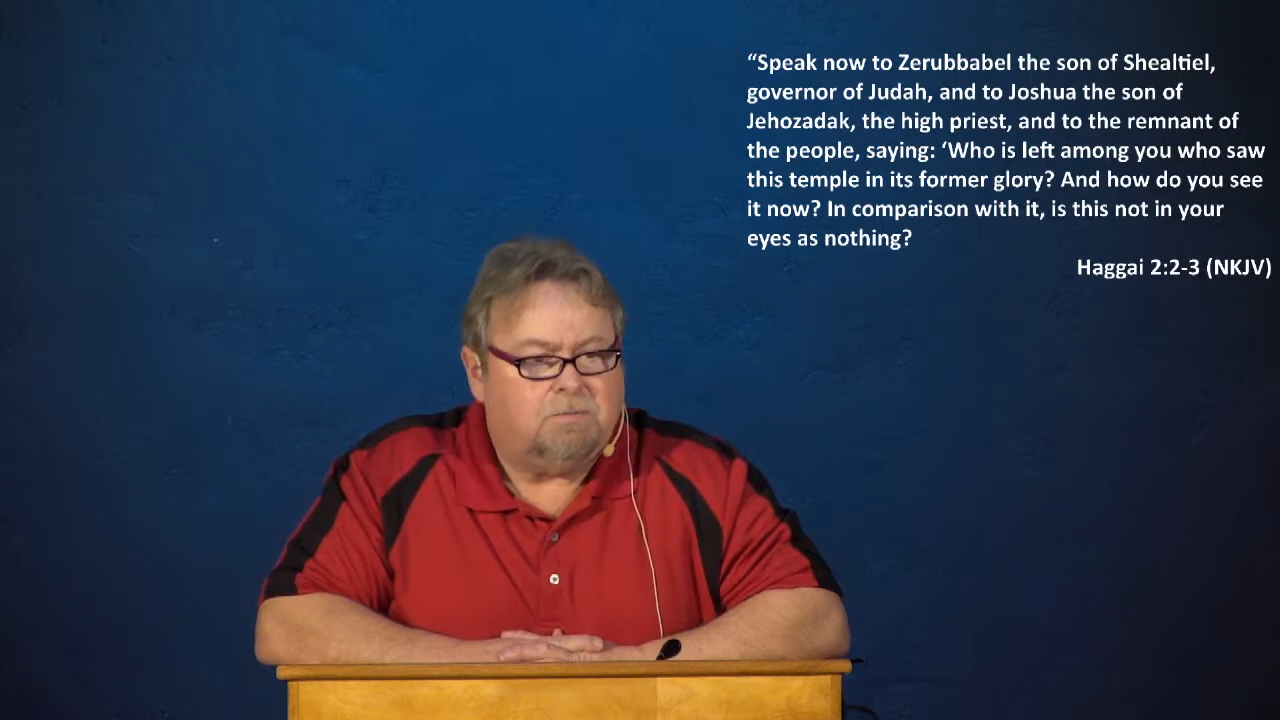 “Speak now to Zerubbabel the son of Shealtiel,
governor of Judah, and to Joshua the son of
Jehozadak, the high priest, and to the remnant of
the people, saying: ‘Who is left among you who saw
this temple in its former glory? And how do you see
it now? In comparison with it, is this not in your
eyes as nothing?
Haggai 2:2-3 (NKJV)